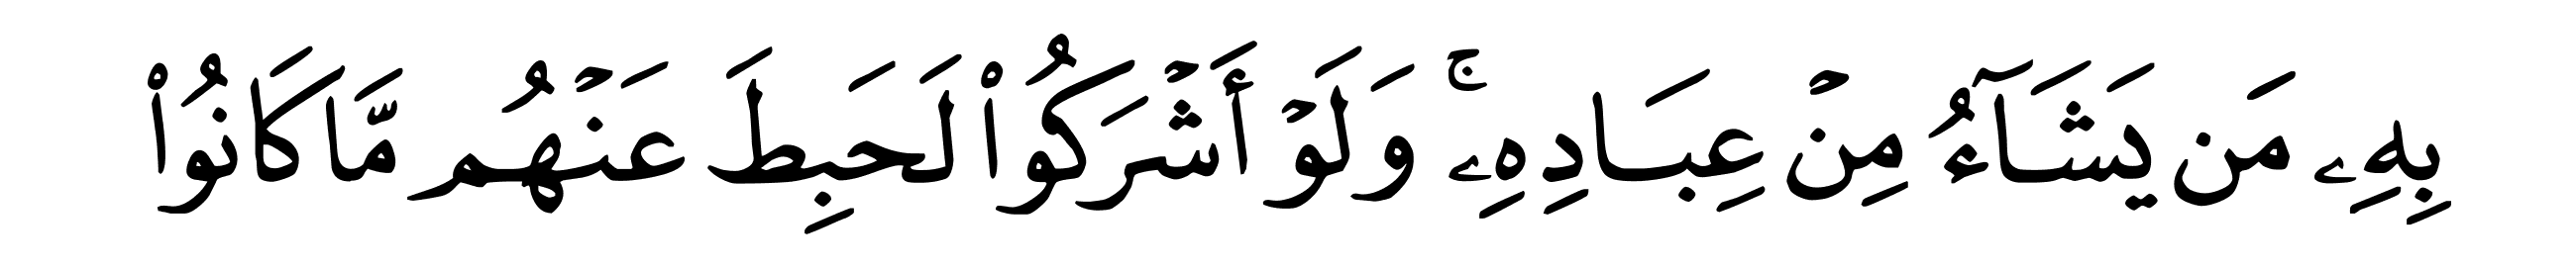 بِهِۦ مَن يَشَآءُ مِنْ عِبَادِهِۦ ۚ وَلَوْ أَشْرَكُوا۟ لَحَبِطَ عَنْهُم مَّا كَانُوا۟